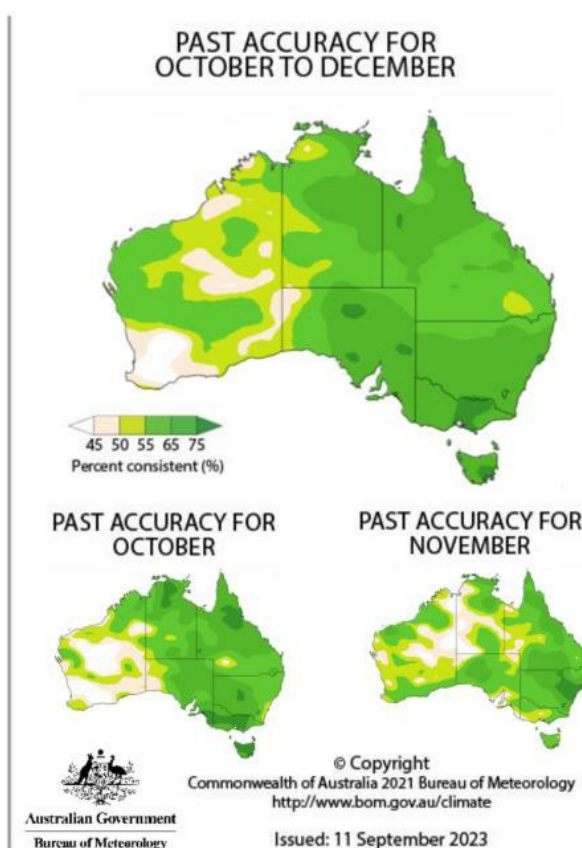 PAST ACCURACY FOR
OCTOBER TO DECEMBER
45 50 55 65 75
Percent consistent (%)
PAST ACCURACY FOR
OCTOBER
PAST ACCURACY FOR
NOVEMBER
© Copyright
Commonwealth of Australia 2021 Bureau of Meteorology
http://www.bom.gov.au/climate
Australian Government
Bureau of Meteorology
Issued: 11 September 2023